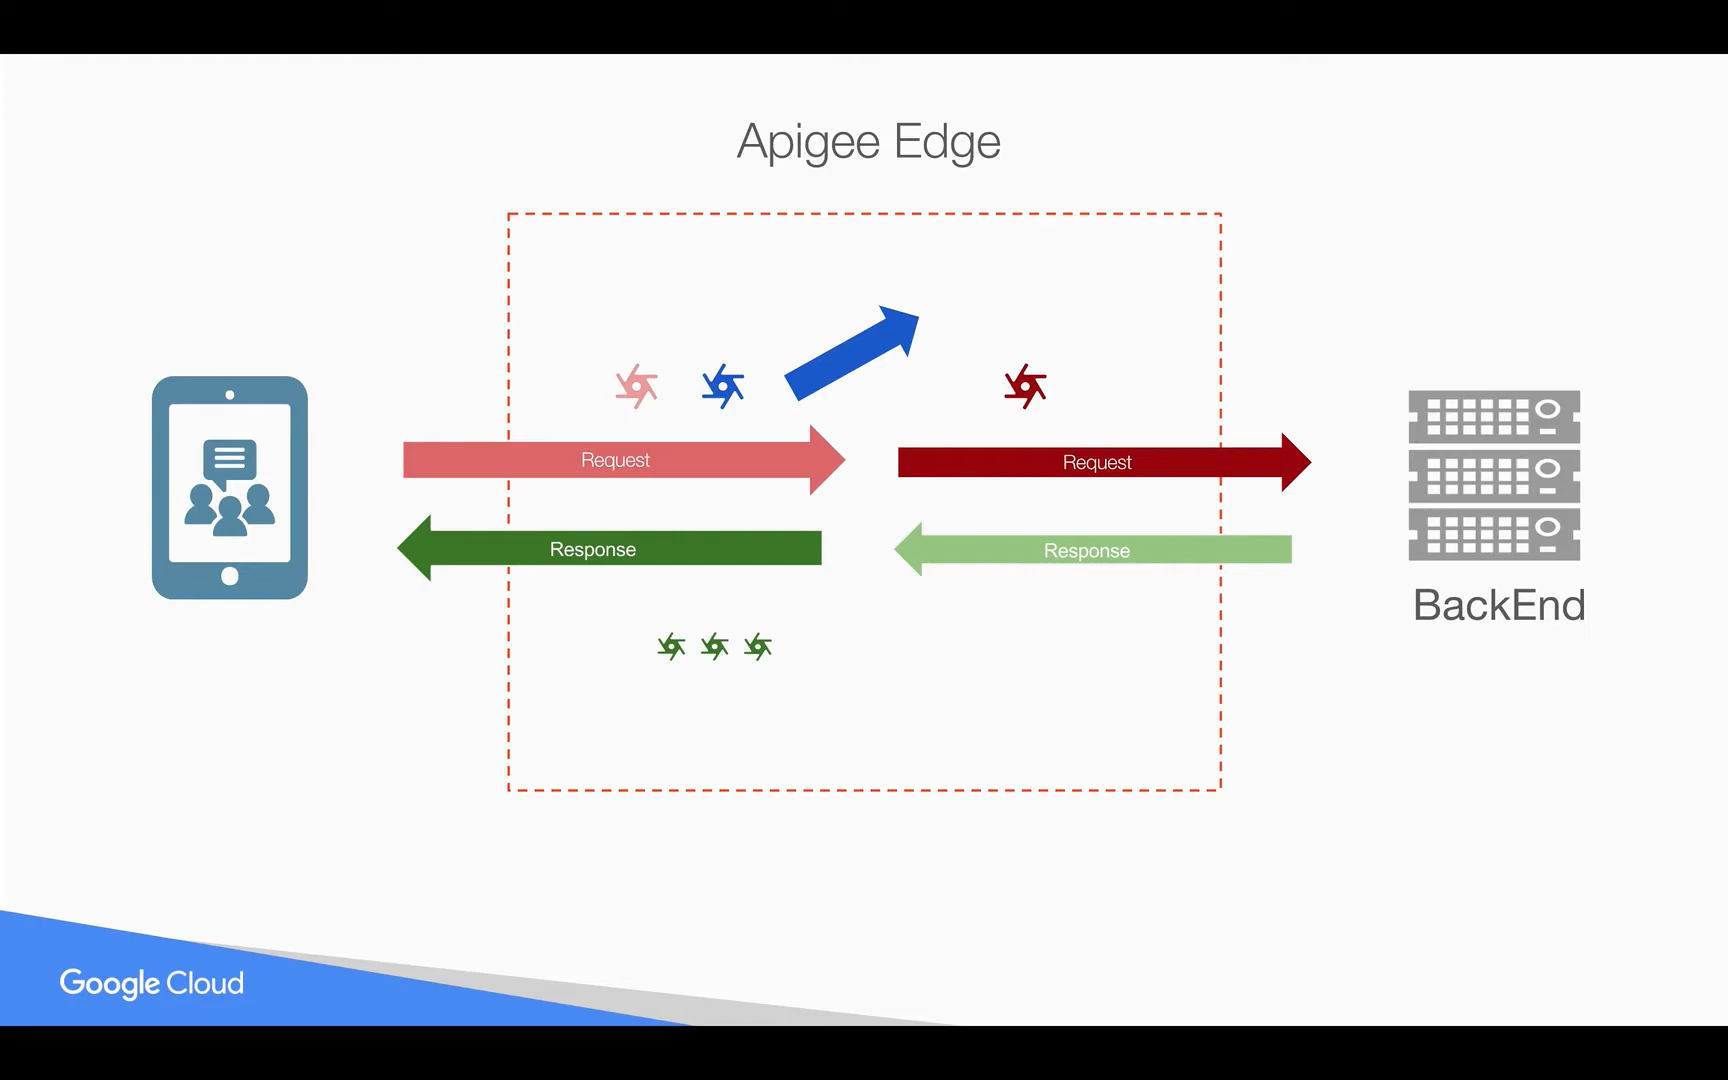 Apigee Edge
Request
Request
Response
Response
BackEnd
Google Cloud